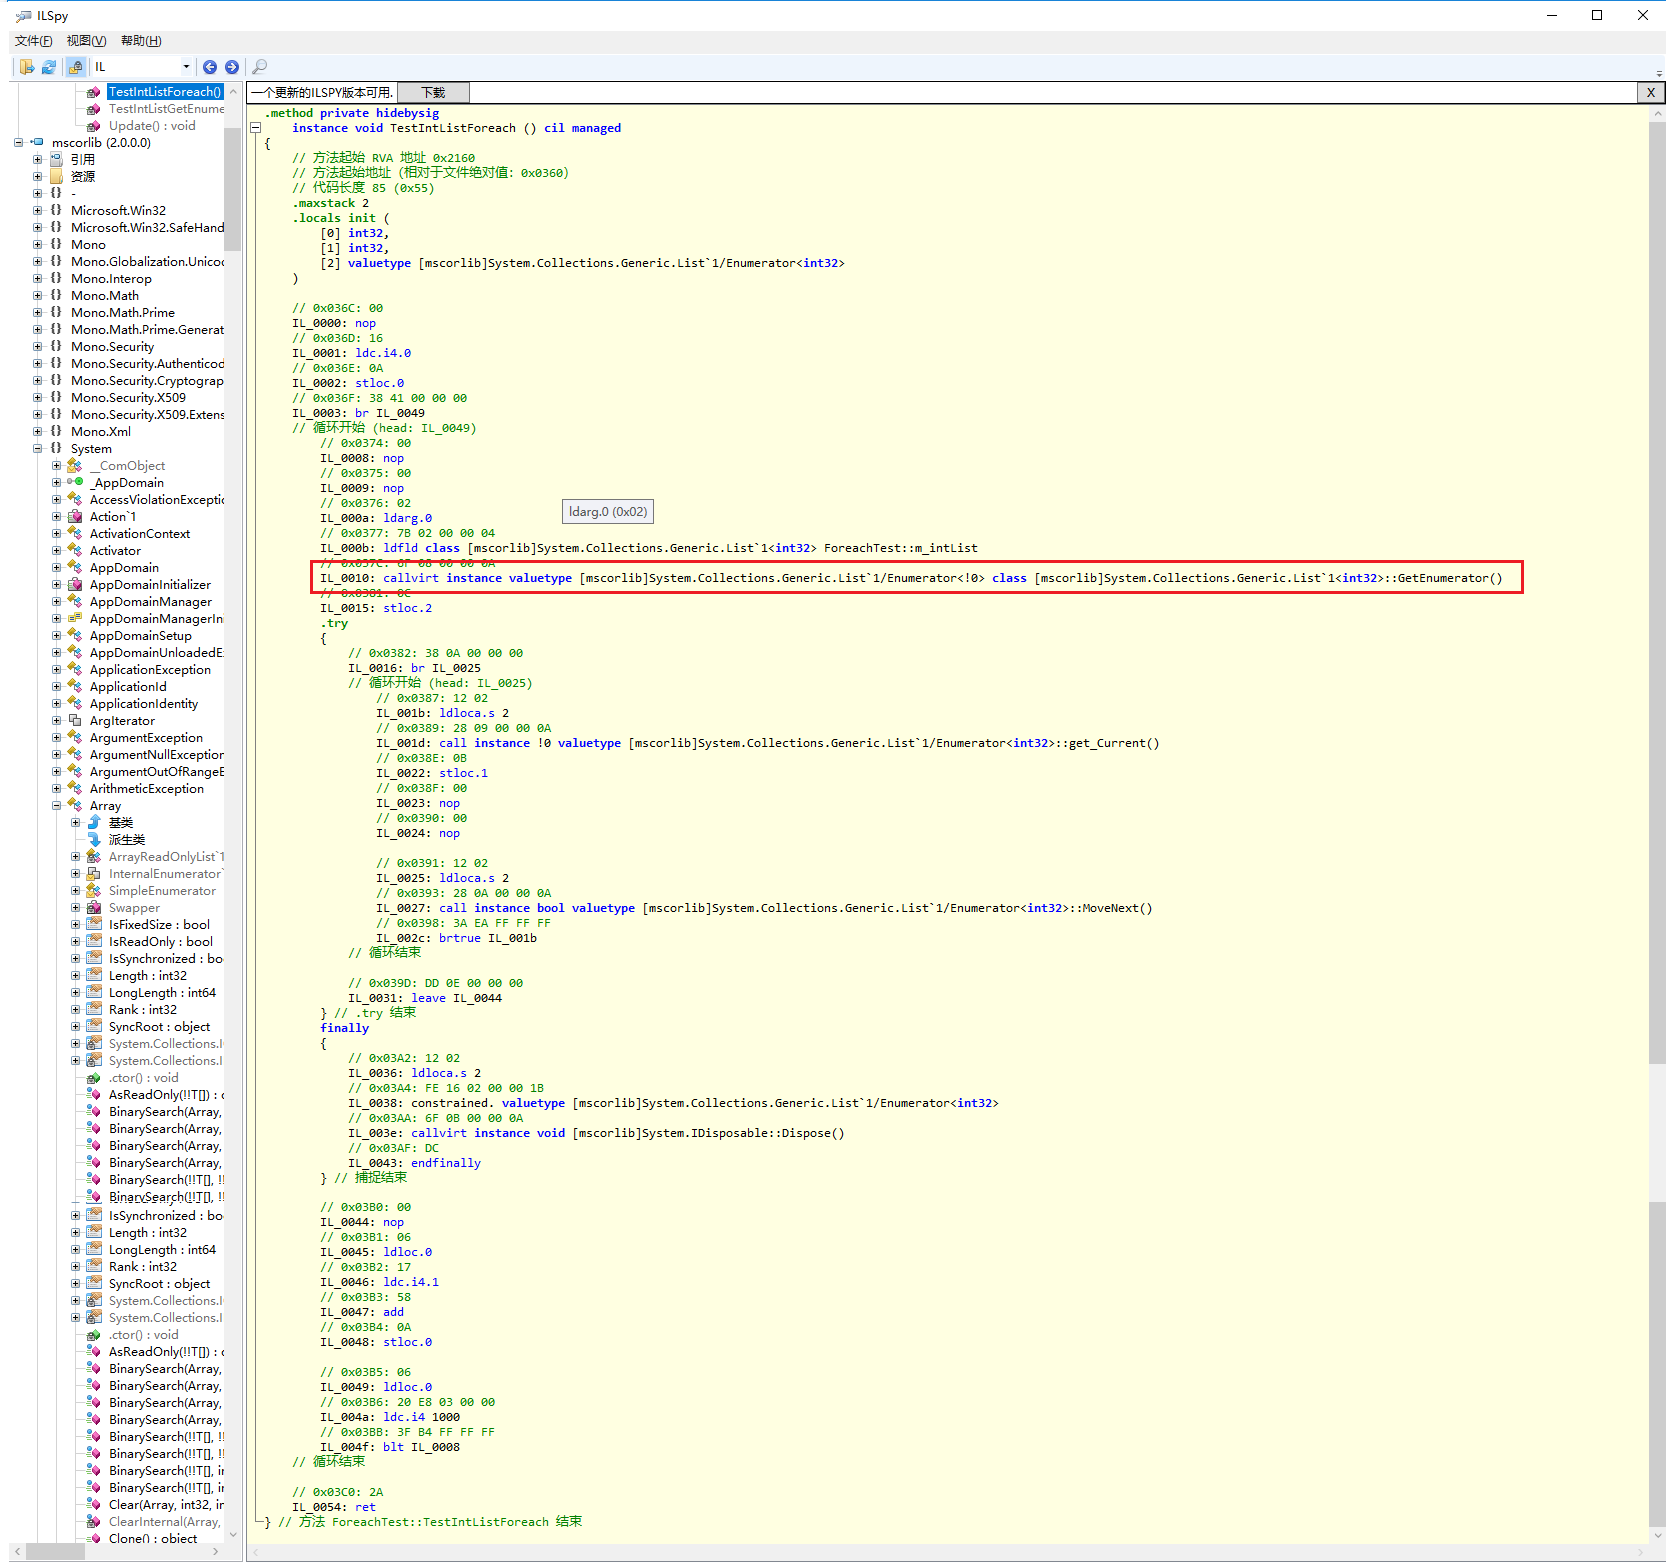 ILSpy
文件(F) 视图(V) 帮助(H)
IL
TestIntListForeach()
TestIntListGetEnume
Update() : void
mscorlib (2.0.0.0)
引用
资源
-
Microsoft.Win32
Microsoft.Win32.SafeHand
Mono
Mono.Globalization.Unicod
Mono.Interop
Mono.Math
Mono.Math.Prime
Mono.Math.Prime.Generat
Mono.Security
Mono.Security.Authenticod
Mono.Security.Cryptograp
Mono.Security.X509
Mono.Security.X509.Extens
Mono.Xml
System
__ComObject
_AppDomain
AccessViolationExceptic
Action`1
ActivationContext
Activator
AppDomain
AppDomainInitializer
AppDomainManager
AppDomainManagerIni
AppDomainSetup
AppDomainUnloadedE
ApplicationException
ApplicationId
ApplicationIdentity
ArgIterator
ArgumentException
ArgumentNullException
ArgumentOutOfRangeE
ArithmeticException
Array
基类
派生类
ArrayReadOnlyList`1
InternalEnumerator`
SimpleEnumerator
Swapper
IsFixedSize : bool
IsReadOnly : bool
IsSynchronized : boo
Length : int32
LongLength : int64
Rank : int32
SyncRoot : object
System.Collections.I
System.Collections.I
.ctor() : void
AsReadOnly(!!T[]) : c
BinarySearch(Array,
BinarySearch(Array,
BinarySearch(Array,
BinarySearch(Array,
BinarySearch(!!T[], !!
BinarySearch(!!T[], !!
IsSynchronized : boo
Length : int32
LongLength : int64
Rank : int32
SyncRoot : object
System.Collections.I
System.Collections.I
.ctor() : void
AsReadOnly(!!T[]) : c
BinarySearch(Array,
BinarySearch(Array,
BinarySearch(Array,
BinarySearch(Array,
BinarySearch(!!T[], !!
BinarySearch(!!T[], !!
BinarySearch(!!T[], in
BinarySearch(!!T[], in
Clear(Array, int32, in
ClearInternal(Array,
Clone() : object
一个更新的ILSPY版本可用. 下载 X
.method private hidebysig
instance void TestIntListForeach () cil managed
{
// 方法起始 RVA 地址 0x2160
// 方法起始地址（相对于文件绝对值：0x0360）
// 代码长度 85 (0x55)
.maxstack 2
.locals init (
[0] int32,
[1] int32,
[2] valuetype [mscorlib]System.Collections.Generic.List`1/Enumerator<int32>
)
// 0x036C: 00
IL_0000: nop
// 0x036D: 16
IL_0001: ldc.i4.0
// 0x036E: 0A
IL_0002: stloc.0
// 0x036F: 38 41 00 00 00
IL_0003: br IL_0049
// 循环开始 (head: IL_0049)
// 0x0374: 00
IL_0008: nop
// 0x0375: 00
IL_0009: nop
// 0x0376: 02
IL_000a: ldarg.0
ldarg.0 (0x02)
// 0x0377: 7B 02 00 00 04
IL_000b: ldfld class [mscorlib]System.Collections.Generic.List`1<int32> ForeachTest::m_intList
// 0x037C: 6F 08 00 00 0A
IL_0010: callvirt instance valuetype [mscorlib]System.Collections.Generic.List`1/Enumerator<!0> class [mscorlib]System.Collections.Generic.List`1<int32>::GetEnumerator()
// 0x0381: 0C
IL_0015: stloc.2
.try
{
// 0x0382: 38 0A 00 00 00
IL_0016: br IL_0025
// 循环开始 (head: IL_0025)
// 0x0387: 12 02
IL_001b: ldloca.s 2
// 0x0389: 28 09 00 00 0A
IL_001d: call instance !0 valuetype [mscorlib]System.Collections.Generic.List`1/Enumerator<int32>::get_Current()
// 0x038E: 0B
IL_0022: stloc.1
// 0x038F: 00
IL_0023: nop
// 0x0390: 00
IL_0024: nop
// 0x0391: 12 02
IL_0025: ldloca.s 2
// 0x0393: 28 0A 00 00 0A
IL_0027: call instance bool valuetype [mscorlib]System.Collections.Generic.List`1/Enumerator<int32>::MoveNext()
// 0x0398: 3A EA FF FF FF
IL_002c: brtrue IL_001b
// 循环结束
// 0x039D: DD 0E 00 00 00
IL_0031: leave IL_0044
} // .try 结束
finally
{
// 0x03A2: 12 02
IL_0036: ldloca.s 2
// 0x03A4: FE 16 02 00 00 1B
IL_0038: constrained. valuetype [mscorlib]System.Collections.Generic.List`1/Enumerator<int32>
// 0x03AA: 6F 0B 00 00 0A
IL_003e: callvirt instance void [mscorlib]System.IDisposable::Dispose()
// 0x03AF: DC
IL_0043: endfinally
} // 捕捉结束
// 0x03B0: 00
IL_0044: nop
// 0x03B1: 06
IL_0045: ldloc.0
// 0x03B2: 17
IL_0046: ldc.i4.1
// 0x03B3: 58
IL_0047: add
// 0x03B4: 0A
IL_0048: stloc.0
// 0x03B5: 06
IL_0049: ldloc.0
// 0x03B6: 20 E8 03 00 00
IL_004a: ldc.i4 1000
// 0x03BB: 3F B4 FF FF FF
IL_004f: blt IL_0008
// 循环结束
// 0x03C0: 2A
IL_0054: ret
} // 方法 ForeachTest::TestIntListForeach 结束